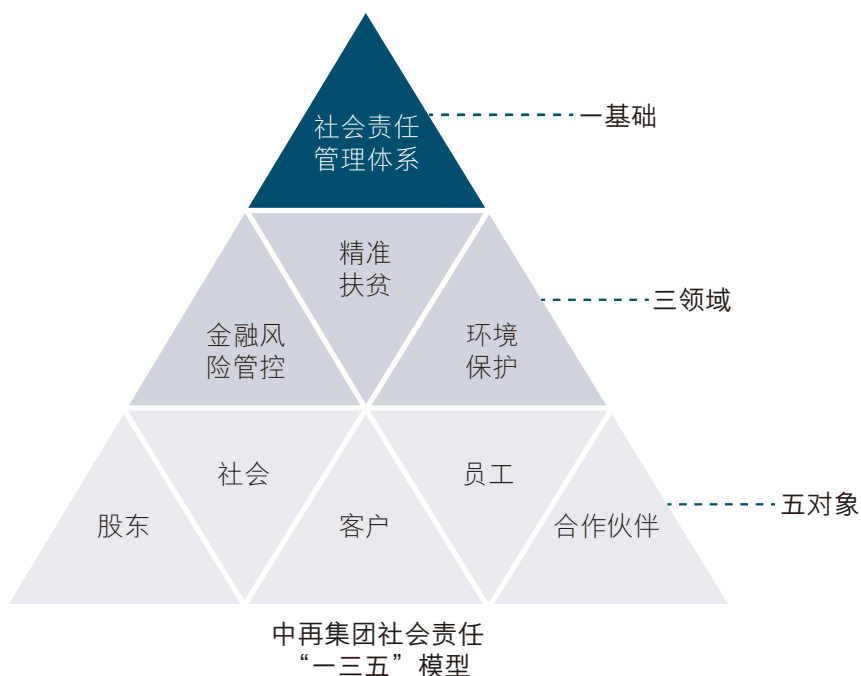 社会责任
管理体系
一基础
精准
扶贫
金融风
险管控
环境
保护
三领域
股东
社会
客户
员工
合作伙伴
五对象
中再集团社会责任
“一三五”模型